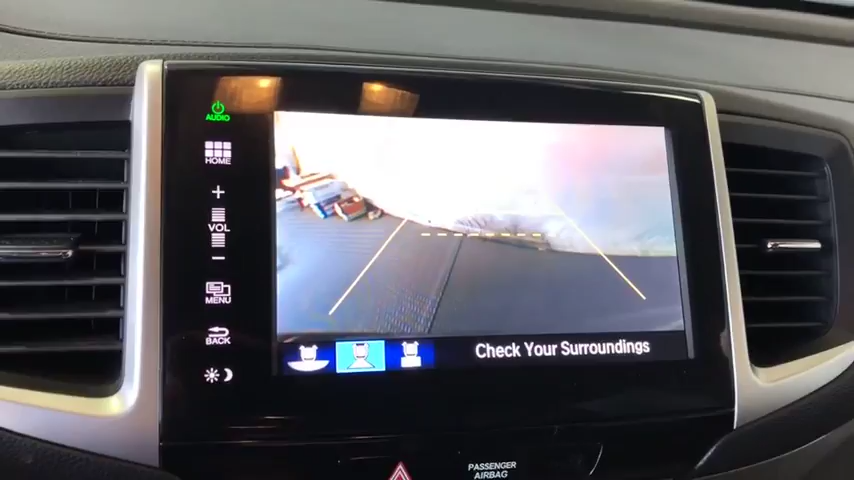 AUDIO
HOME
+
VOL
−
MENU
BACK
Check Your Surroundings
PASSENGER
AIRBAG